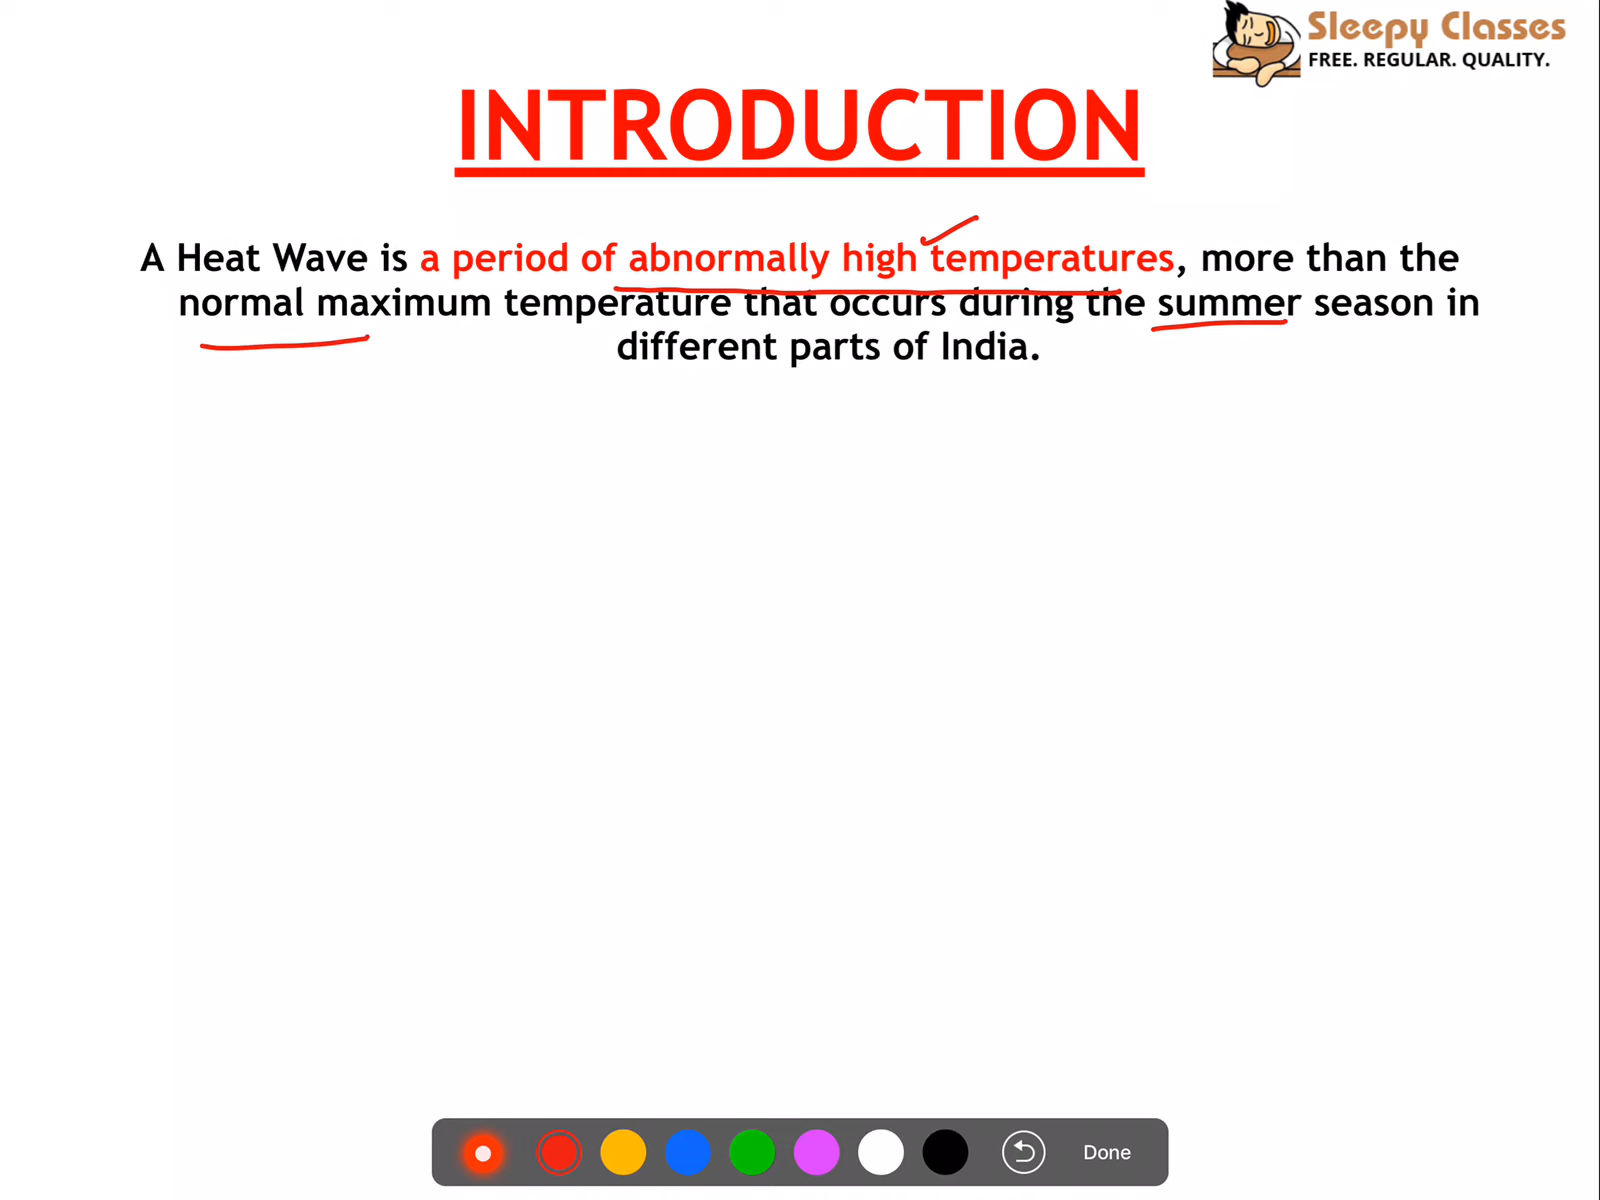 Sleepy Classes
FREE. REGULAR. QUALITY.
INTRODUCTION
A Heat Wave is a period of abnormally high temperatures, more than the
normal maximum temperature that occurs during the summer season in
different parts of India.
Done